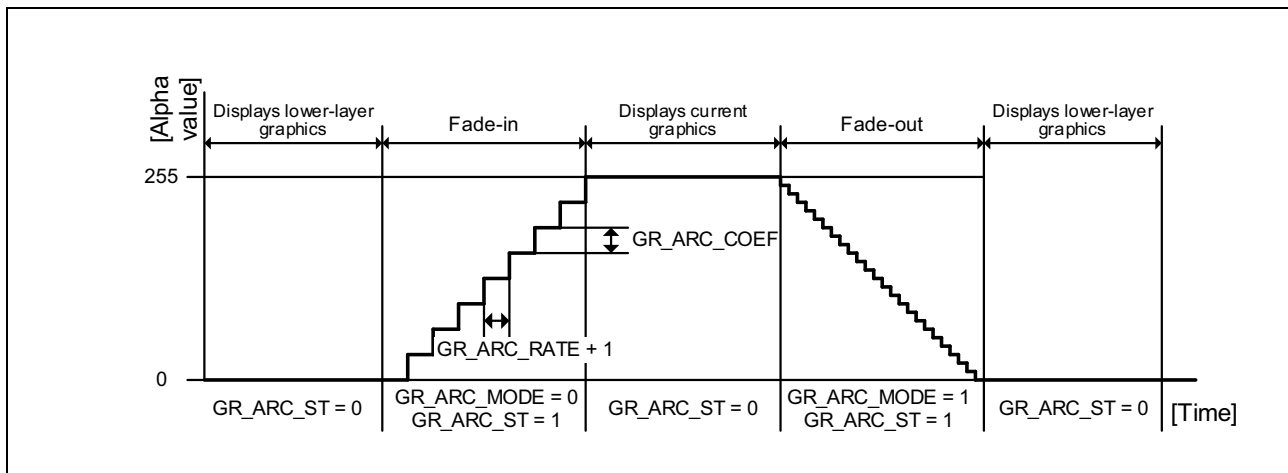 [Alpha value]
Displays lower-layer
graphics
Fade-in
Displays current
graphics
Fade-out
Displays lower-layer
graphics
255
GR_ARC_COEF
GR_ARC_RATE + 1
0
GR_ARC_ST = 0
GR_ARC_MODE = 0
GR_ARC_ST = 1
GR_ARC_ST = 0
GR_ARC_MODE = 1
GR_ARC_ST = 1
GR_ARC_ST = 0
[Time]